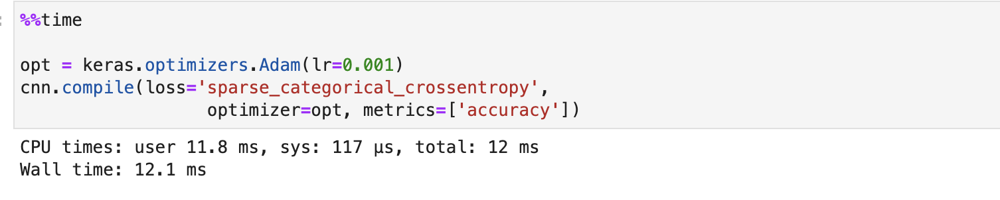 %%time
opt = keras.optimizers.Adam(lr=0.001)
cnn.compile(loss='sparse_categorical_crossentropy',
optimizer=opt, metrics=['accuracy'])
CPU times: user 11.8 ms, sys: 117 µs, total: 12 ms
Wall time: 12.1 ms